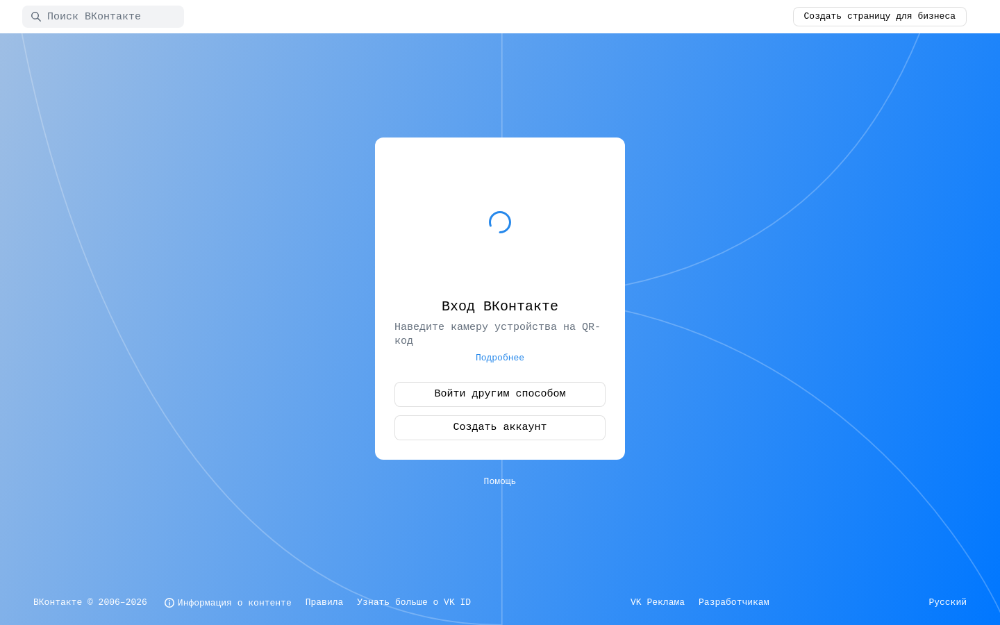 Поиск ВКонтакте
Создать страницу для бизнеса
Вход ВКонтакте
Наведите камеру устройства на QR-
код
Подробнее
Войти другим способом
Создать аккаунт
Помощь
ВКонтакте © 2006–2026
Информация о контенте
Правила
Узнать больше о VK ID
VK Реклама
Разработчикам
Русский